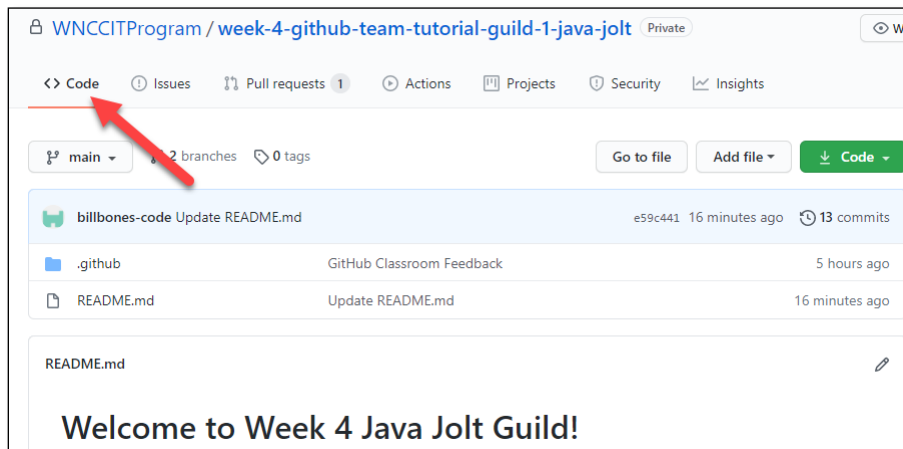 WNCCITProgram / week-4-github-team-tutorial-guild-1-java-jolt Private W
<> Code Issues Pull requests 1 Actions Projects Security Insights
main 2 branches 0 tags Go to file Add file Code
billbones-code Update README.md e59c441 16 minutes ago 13 commits
.github GitHub Classroom Feedback 5 hours ago
README.md Update README.md 16 minutes ago
README.md
Welcome to Week 4 Java Jolt Guild!